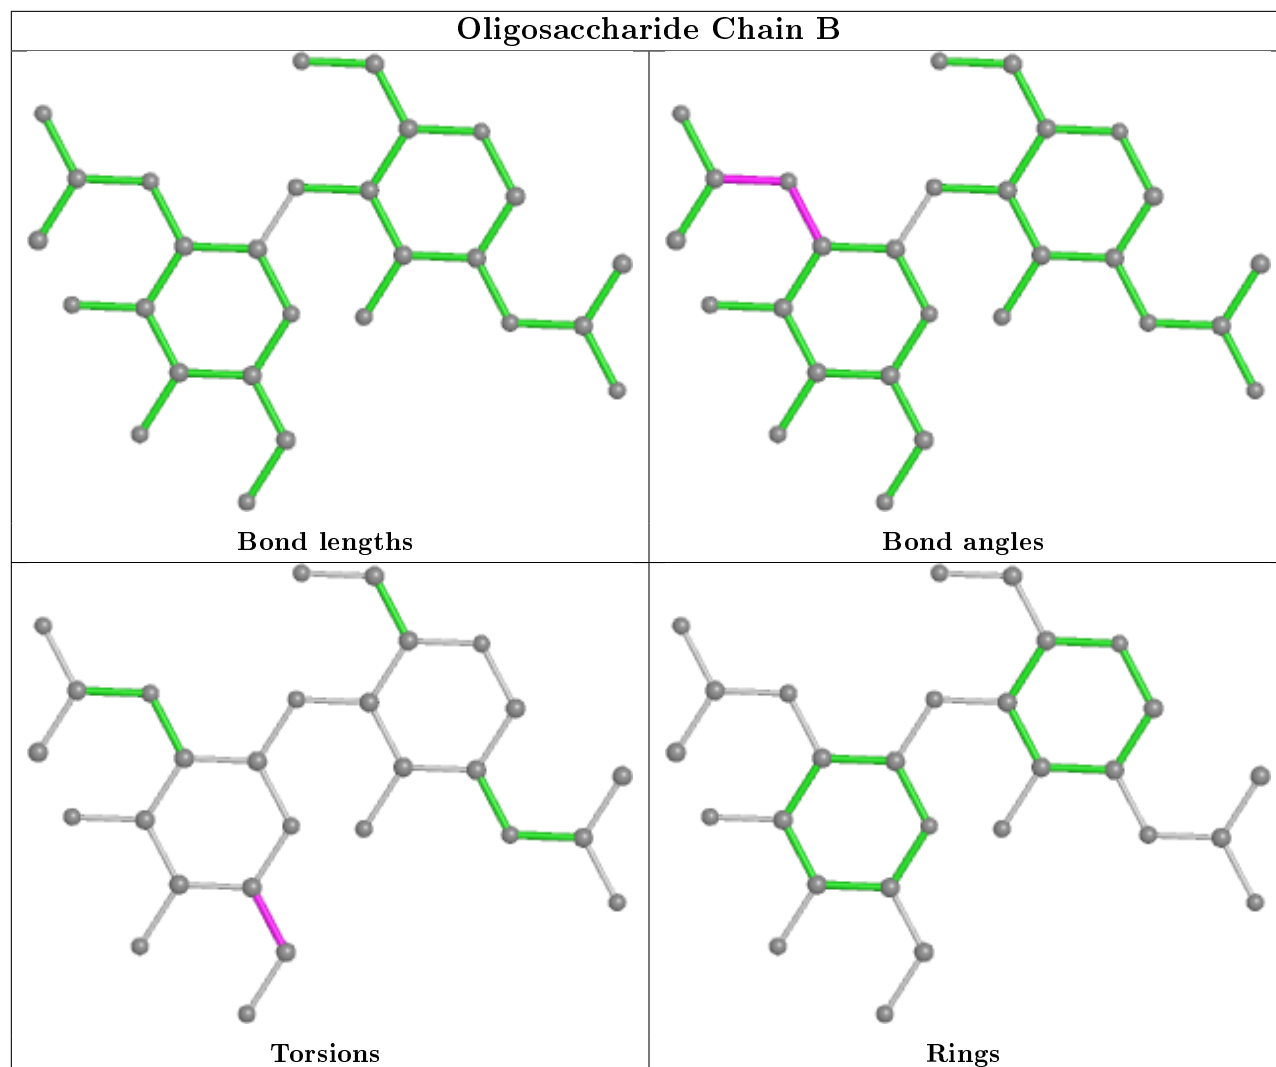 Oligosaccharide Chain B
Bond lengths
Bond angles
Torsions
Rings